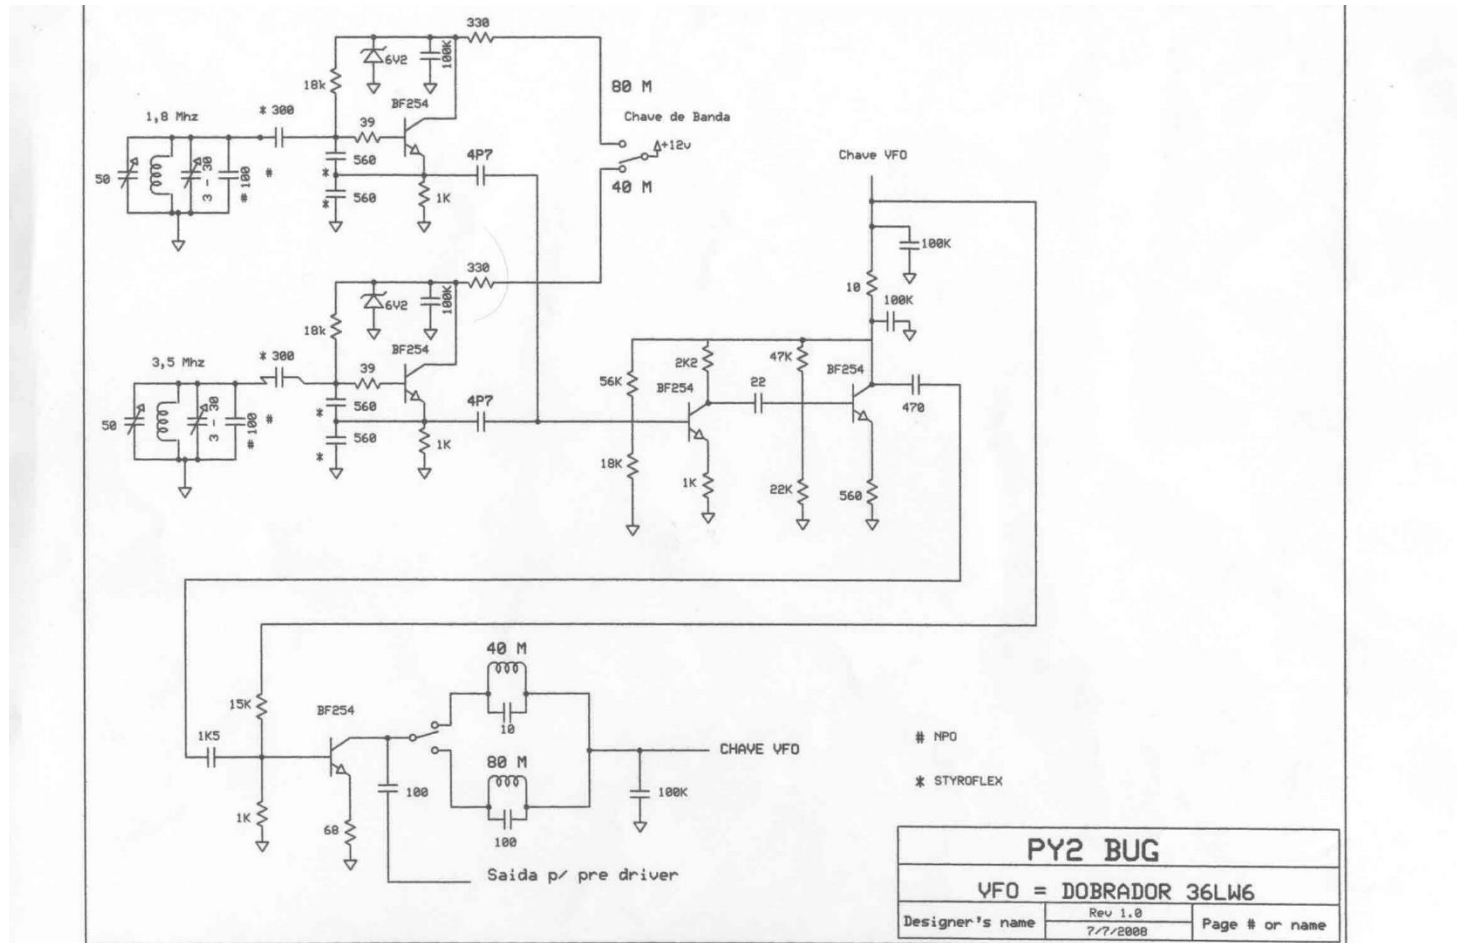 330
6V2
100K
18k
BF254
* 300
1,8 Mhz
39
50
3 - 30
# 100
#
560
*
560
*
4P7
1K
80 M
Chave de Banda
+12v
40 M
Chave VFO
100K
10
100K
330
6V2
100K
18k
BF254
* 300
3,5 Mhz
39
50
3 - 30
# 100
#
560
*
560
*
4P7
1K
56K
2K2
47K
BF254
BF254
22
470
18K
1K
22K
560
40 M
10
15K
BF254
1K5
CHAVE VFO
80 M
100
100K
100
1K
68
Saida p/ pre driver
# NPO
* STYROFLEX
PY2 BUG
VFO = DOBRADOR 36LW6
Designer's name
Rev 1.0
7/7/2008
Page # or name